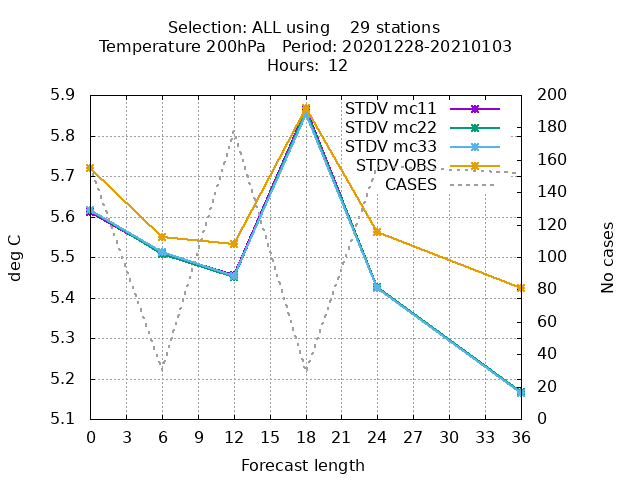 Selection: ALL using    29 stations
Temperature 200hPa   Period: 20201228-20210103
Hours: 12
5.9
5.8
5.7
5.6
5.5
5.4
5.3
5.2
5.1
deg C
STDV mc11
STDV mc22
STDV mc33
STDV OBS
CASES
200
180
160
140
120
100
80
60
40
20
0
No cases
0 3 6 9 12 15 18 21 24 27 30 33 36
Forecast length